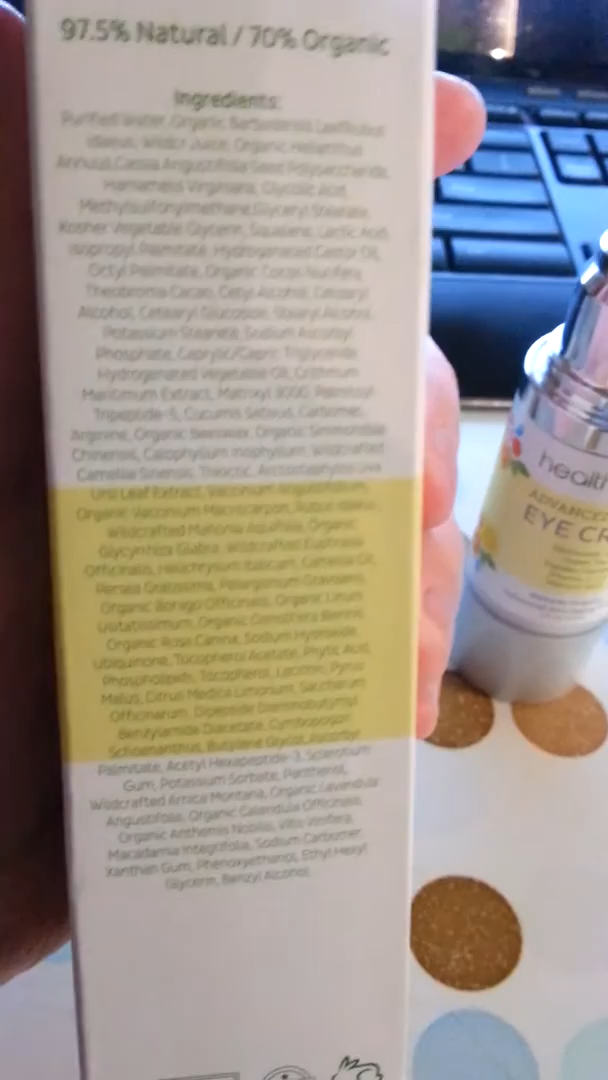 97.5% Natural / 70% Organic
Ingredients:
Purified Water, Organic Barbadensis Leaf/Rubus
Idaeus, Wildcr Juice, Organic Helianthus
Annuus, Cassia Angustifolia Seed Polysaccharide,
Hamamelis Virginiana, Glycolic Acid,
Methylsulfonylmethane, Glyceryl Stearate,
Kosher Vegetable Glycerin, Squalane, Lactic Acid,
Isopropyl Palmitate, Hydrogenated Castor Oil,
Octyl Palmitate, Organic Cocos Nucifera,
Theobroma Cacao, Cetyl Alcohol, Cetearyl
Alcohol, Cetearyl Glucoside, Stearyl Alcohol,
Potassium Stearate, Sodium Ascorbyl
Phosphate, Caprylic/Capric Triglyceride
Hydrogenated Vegetable Oil, Crithmum
Maritimum Extract, Matrixyl 3000, Palmitoyl
Tripeptide-5, Cucumis Sativus, Carbomer,
Arginine, Organic Beeswax, Organic Simmondsia
Chinensis, Calophyllum Inophyllum, Wildcrafted
Camellia Sinensis, Thioctic, Arctostaphylos Uva
Ursi Leaf Extract, Vaccinium Angustifolium,
Organic Vaccinium Macrocarpon, Rubus Idaeus,
Wildcrafted Mahonia Aquifolia, Organic
Glycyrrhiza Glabra, Wildcrafted Euphrasia
Officinalis, Helichrysum Italicum, Camellia Oil,
Persea Gratissima, Pelargonium Graveolens,
Organic Borago Officinalis, Organic Linum
Usitatissimum, Organic Oenothera Biennis,
Organic Rosa Canina, Sodium Hydroxide,
Ubiquinone, Tocopherol Acetate, Phytic Acid,
Phospholipids, Tocopherol, Lecithin, Pyrus
Malus, Citrus Medica Limonum, Saccharum
Officinarum, Dipeptide Diaminobutyroyl
Benzylamide Diacetate, Cymbopogon
Schoenanthus, Butylene Glycol, Ascorbyl
Palmitate, Acetyl Hexapeptide-3, Sclerotium
Gum, Potassium Sorbate, Panthenol,
Wildcrafted Arnica Montana, Organic Lavandula
Angustifolia, Organic Calendula Officinalis,
Organic Anthemis Nobilis, Vitis Vinifera,
Macadamia Integrifolia, Sodium Carbomer
Xanthan Gum, Phenoxyethanol, Ethyl Hexyl
Glycerin, Benzyl Alcohol.
health
ADVANCE
EYE CR